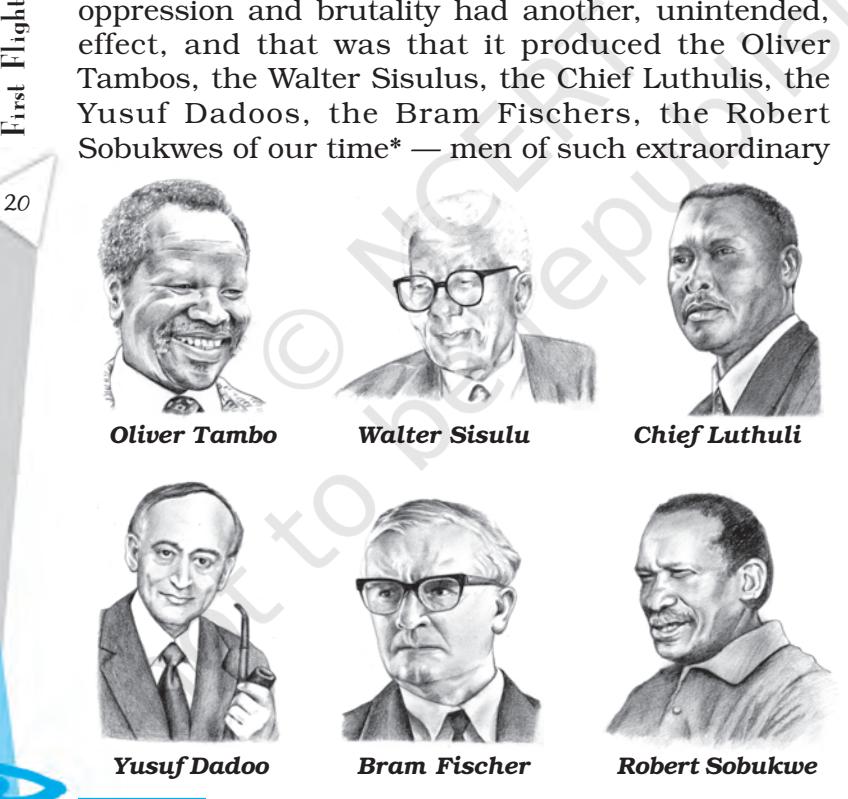 First Flight
oppression and brutality had another, unintended,
effect, and that was that it produced the Oliver
Tambos, the Walter Sisulus, the Chief Luthulis, the
Yusuf Dadoos, the Bram Fischers, the Robert
Sobukwes of our time* — men of such extraordinary
20
© NCERT
not to be republished
Oliver Tambo Walter Sisulu Chief Luthuli
Yusuf Dadoo Bram Fischer Robert Sobukwe